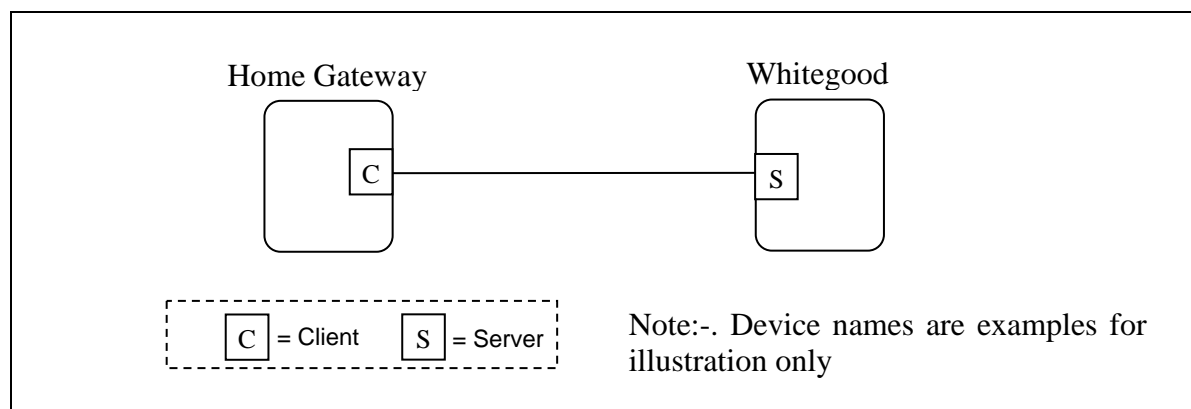 Home Gateway
Whitegood
C
S
C = Client
S = Server
Note:-. Device names are examples for
illustration only